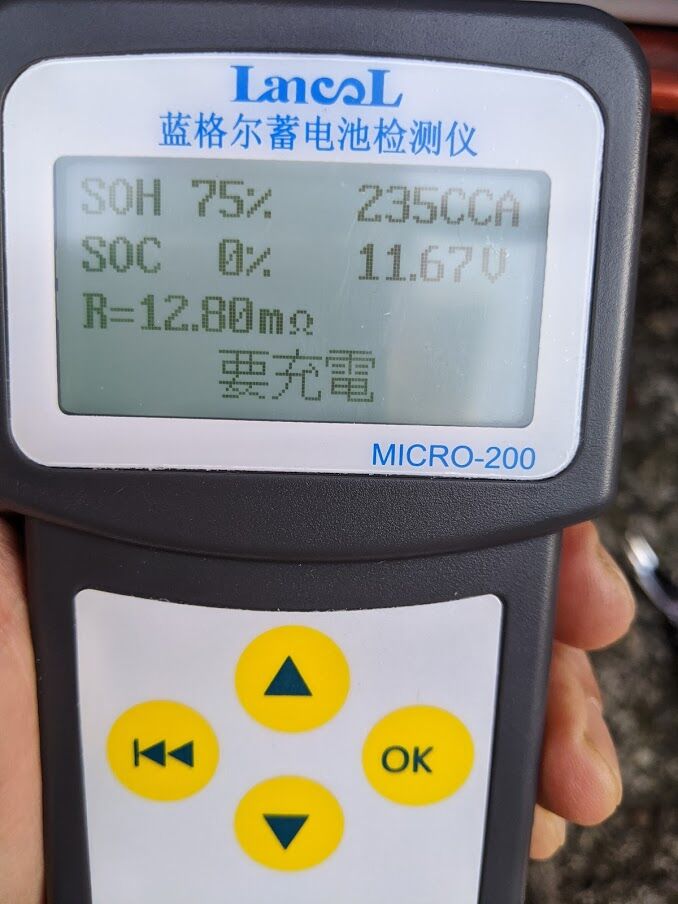 Lancol
蓝格尔蓄电池检测仪
SOH 75% 235CCA
SOC 0% 11.67V
R=12.80mΩ
要充電
MICRO-200
OK